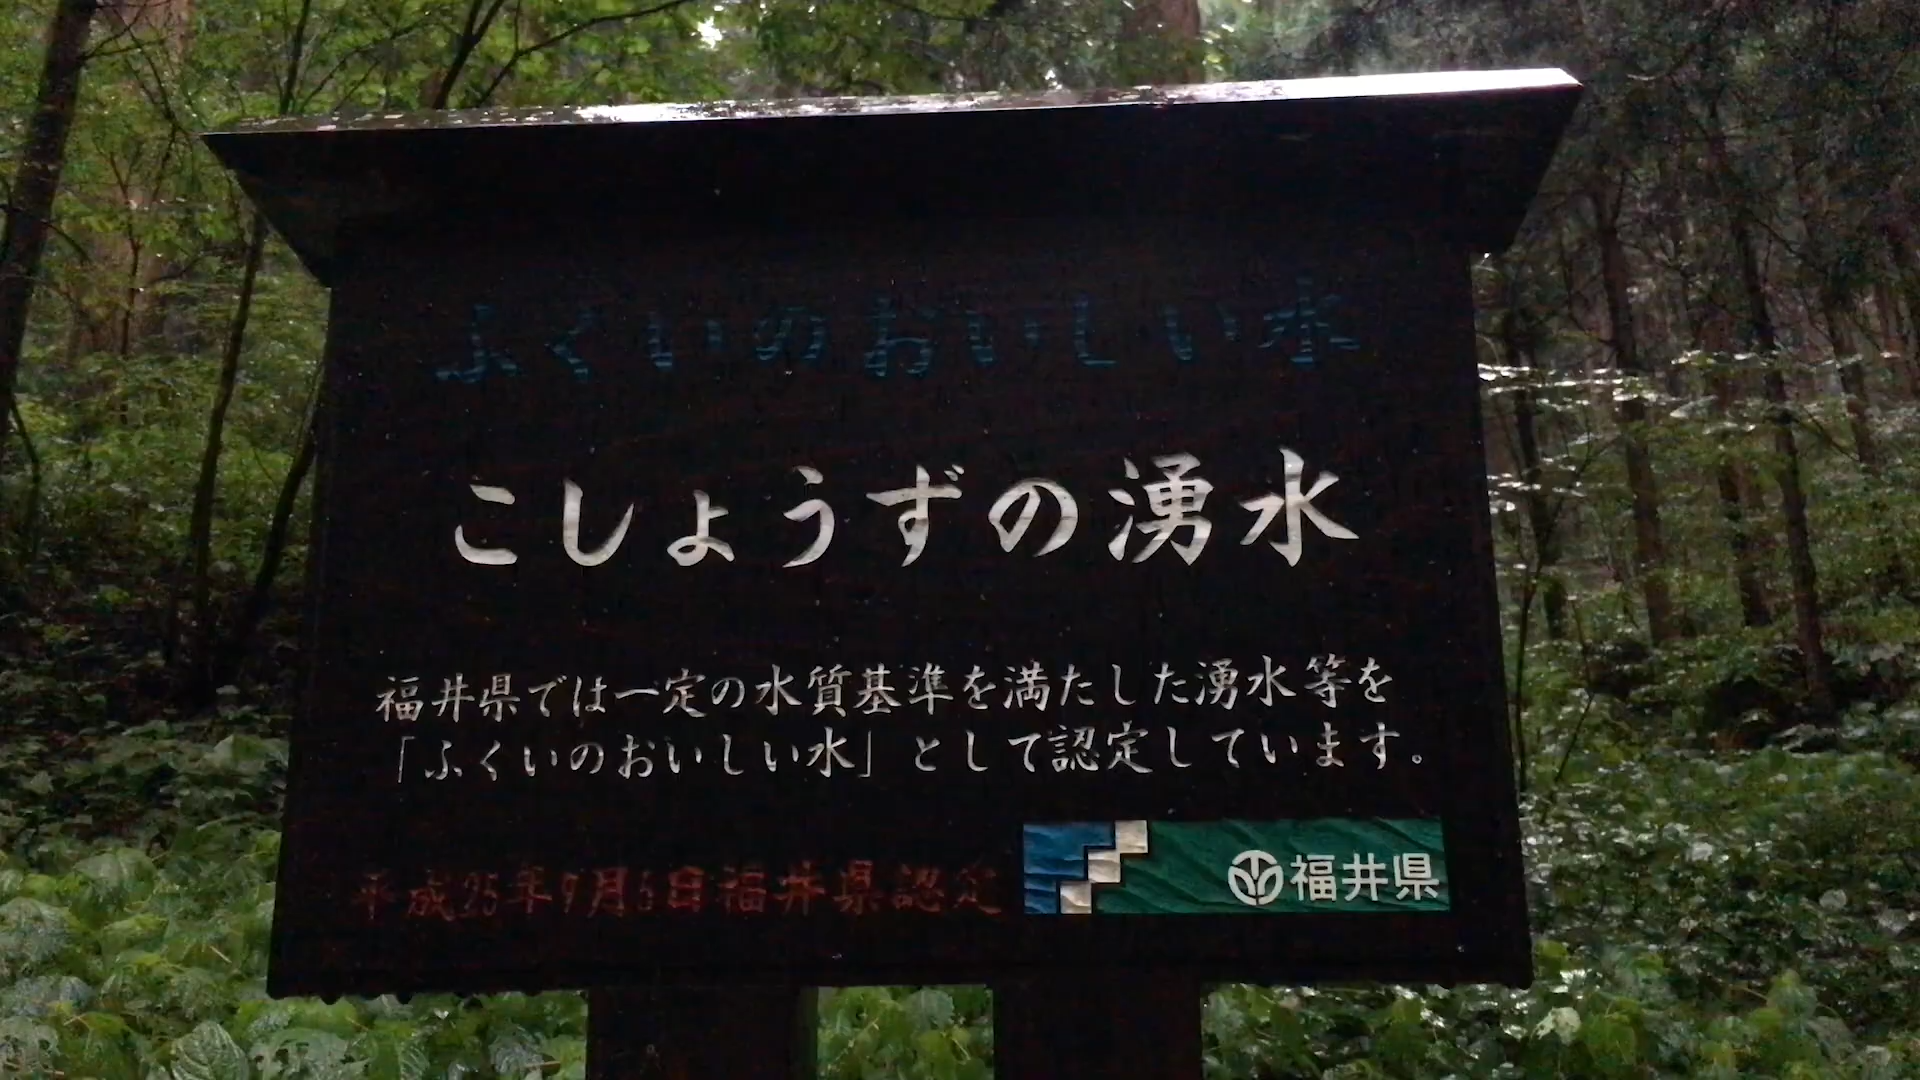 ふくいのおいしい水
こしょうずの湧水
福井県では一定の水質基準を満たした湧水等を
「ふくいのおいしい水」として認定しています。
平成25年9月5日福井県認定
福井県